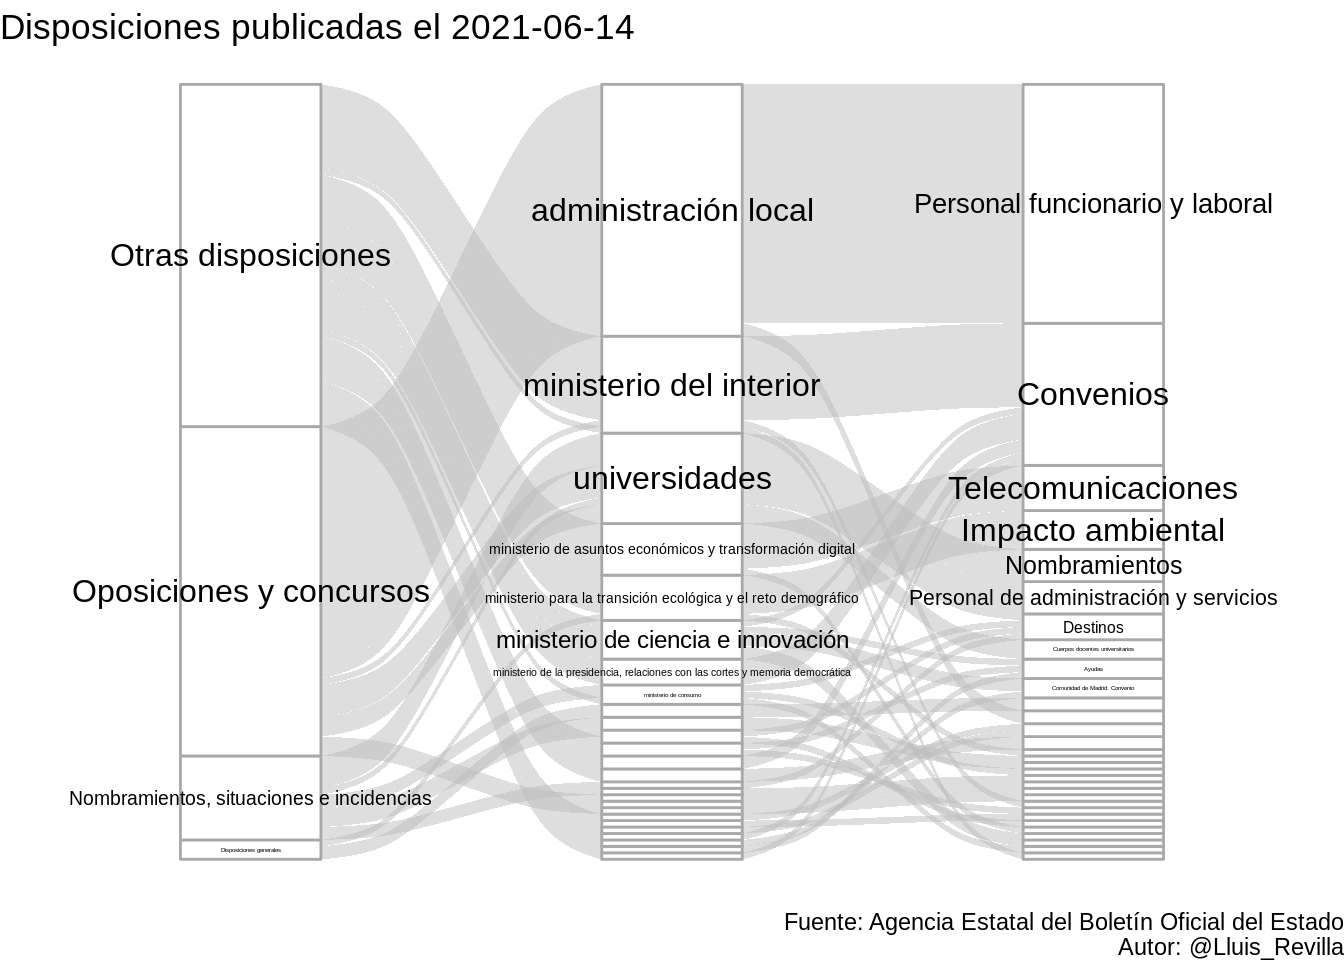 Disposiciones publicadas el 2021-06-14
Otras disposiciones
Oposiciones y concursos
Nombramientos, situaciones e incidencias
Disposiciones generales
administración local
ministerio del interior
universidades
ministerio de asuntos económicos y transformación digital
ministerio para la transición ecológica y el reto demográfico
ministerio de ciencia e innovación
ministerio de la presidencia, relaciones con las cortes y memoria democrática
ministerio de consumo
Personal funcionario y laboral
Convenios
Telecomunicaciones
Impacto ambiental
Nombramientos
Personal de administración y servicios
Destinos
Cuerpos docentes universitarios
Ayudas
Comunidad de Madrid. Convenio
Fuente: Agencia Estatal del Boletín Oficial del Estado
Autor: @Lluis_Revilla